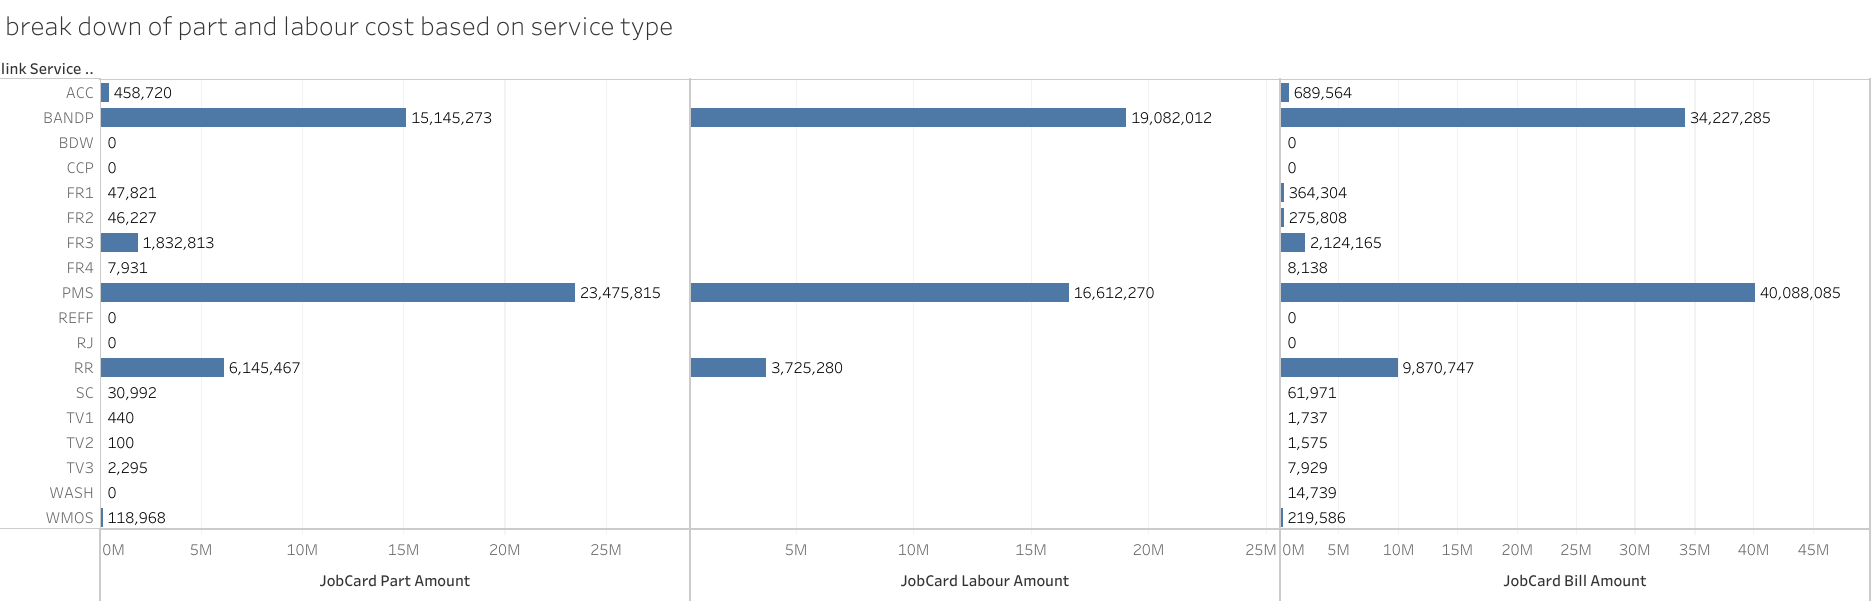 break down of part and labour cost based on service type
link Service ..
ACC 458,720 689,564
BANDP 15,145,273 19,082,012 34,227,285
BDW 0 0
CCP 0 0
FR1 47,821 364,304
FR2 46,227 275,808
FR3 1,832,813 2,124,165
FR4 7,931 8,138
PMS 23,475,815 16,612,270 40,088,085
REFF 0 0
RJ 0 0
RR 6,145,467 3,725,280 9,870,747
SC 30,992 61,971
TV1 440 1,737
TV2 100 1,575
TV3 2,295 7,929
WASH 0 14,739
WMOS 118,968 219,586
0M 5M 10M 15M 20M 25M 5M 10M 15M 20M 25M 0M 5M 10M 15M 20M 25M 30M 35M 40M 45M
JobCard Part Amount JobCard Labour Amount JobCard Bill Amount